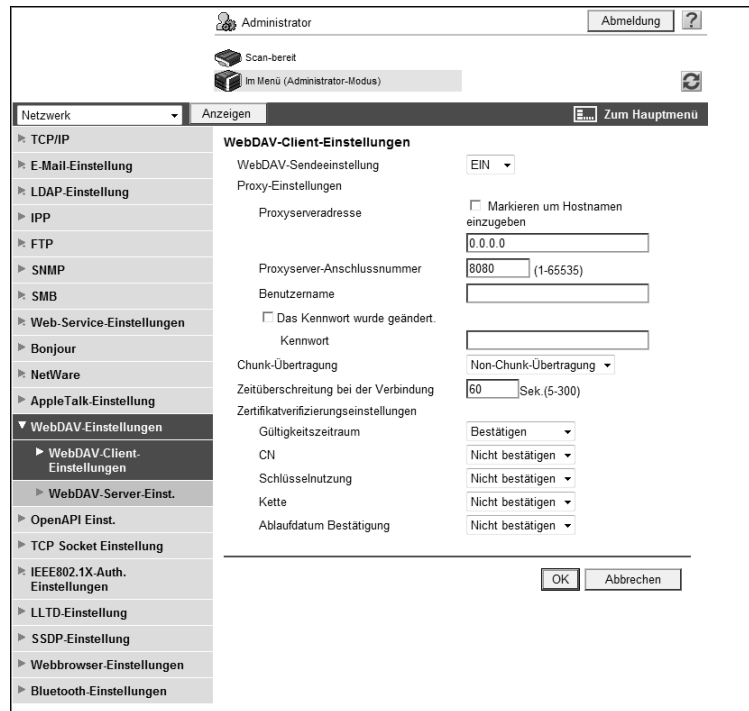 Administrator
Abmeldung
?
Scan-bereit
Im Menü (Administrator-Modus)
Netzwerk
Anzeigen
Zum Hauptmenü
TCP/IP
E-Mail-Einstellung
LDAP-Einstellung
IPP
FTP
SNMP
SMB
Web-Service-Einstellungen
Bonjour
NetWare
AppleTalk-Einstellung
WebDAV-Einstellungen
WebDAV-Client-
Einstellungen
WebDAV-Server-Einst.
OpenAPI Einst.
TCP Socket Einstellung
IEEE802.1X-Auth.
Einstellungen
LLTD-Einstellung
SSDP-Einstellung
Webbrowser-Einstellungen
Bluetooth-Einstellungen
WebDAV-Client-Einstellungen
WebDAV-Sendeeinstellung EIN
Proxy-Einstellungen
Proxyserveradresse Markieren um Hostnamen
einzugeben
0.0.0.0
Proxyserver-Anschlussnummer 8080 (1-65535)
Benutzername
Das Kennwort wurde geändert.
Kennwort
Chunk-Übertragung Non-Chunk-Übertragung
Zeitüberschreitung bei der Verbindung 60 Sek.(5-300)
Zertifikatverifizierungseinstellungen
Gültigkeitszeitraum Bestätigen
CN Nicht bestätigen
Schlüsselnutzung Nicht bestätigen
Kette Nicht bestätigen
Ablaufdatum Bestätigung Nicht bestätigen
OK Abbrechen